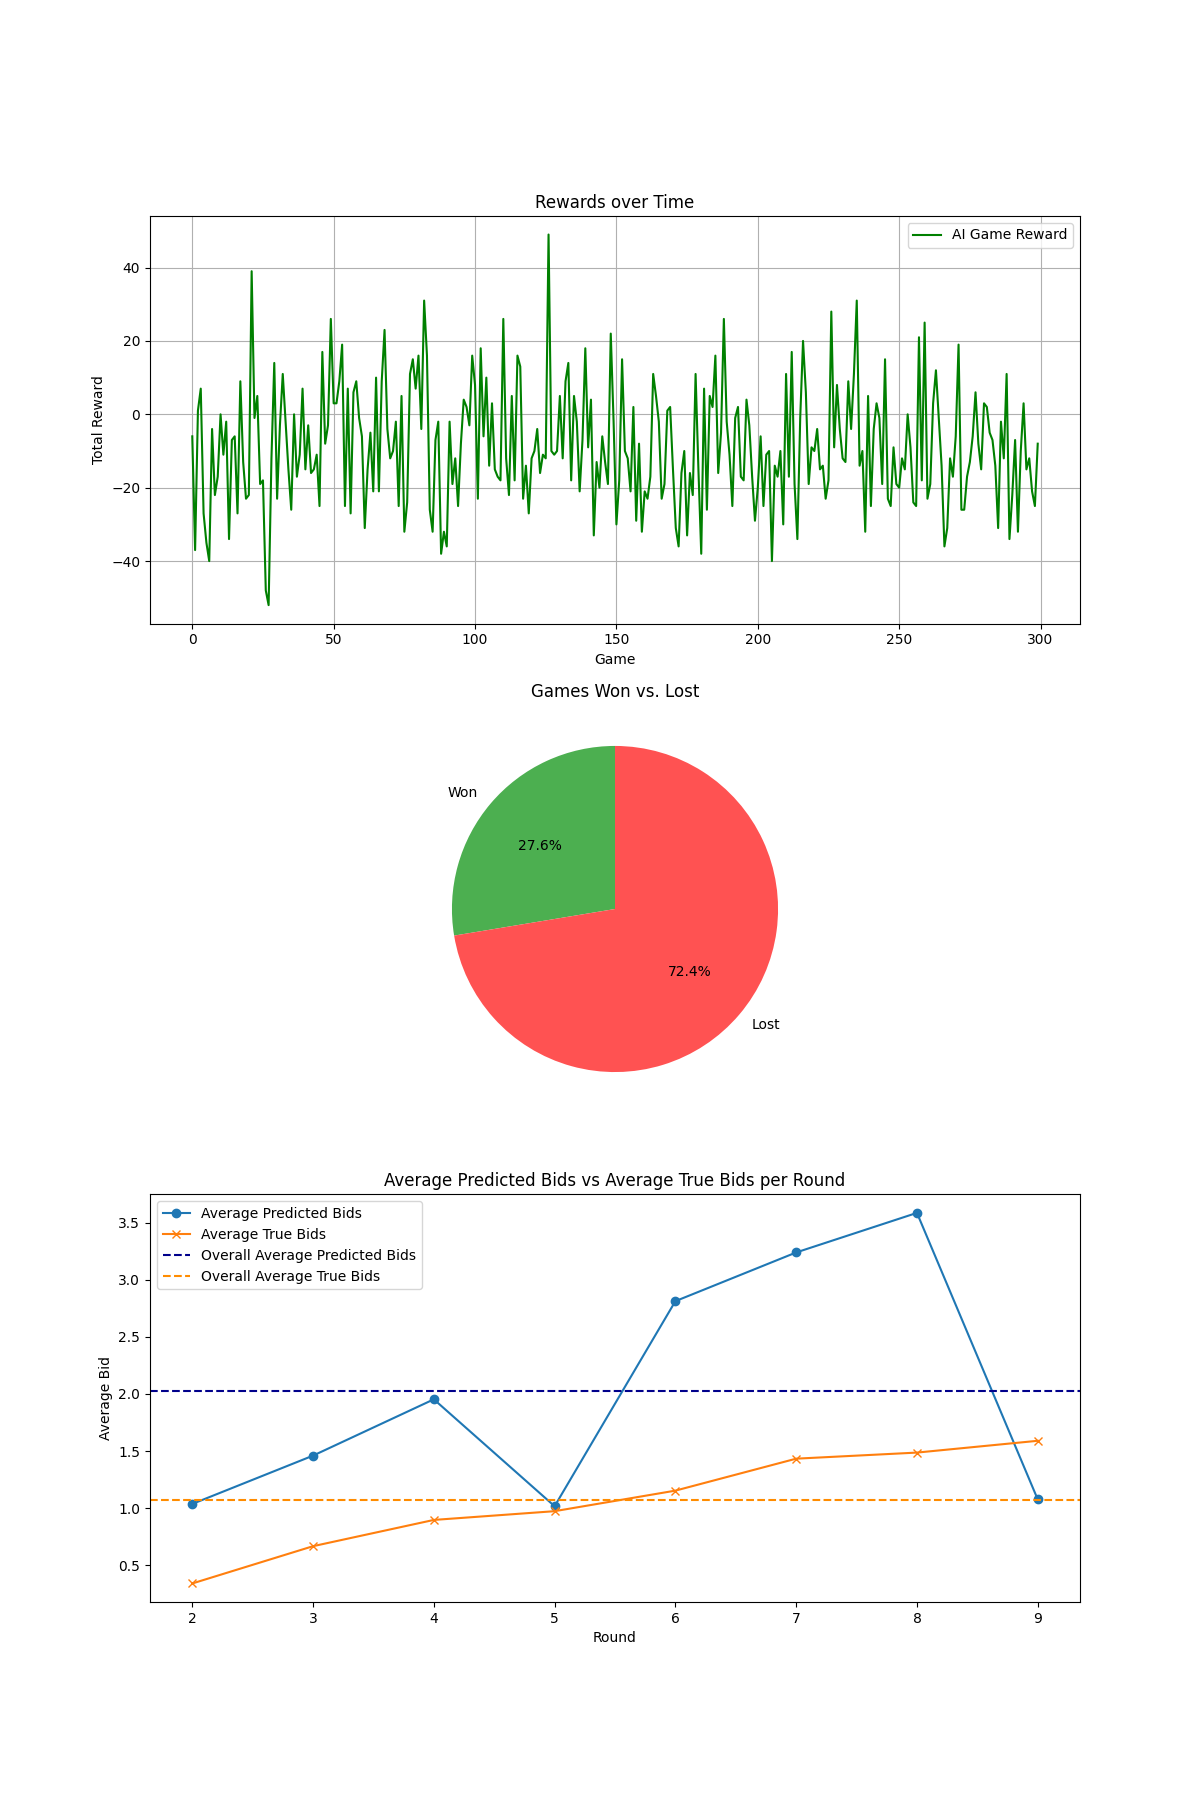 Rewards over Time
AI Game Reward
Total Reward
40
20
0
−20
−40
0 50 100 150 200 250 300
Game
Games Won vs. Lost
Won
27.6%
72.4%
Lost
Average Predicted Bids vs Average True Bids per Round
Average Predicted Bids
Average True Bids
Overall Average Predicted Bids
Overall Average True Bids
Average Bid
3.5
3.0
2.5
2.0
1.5
1.0
0.5
2 3 4 5 6 7 8 9
Round